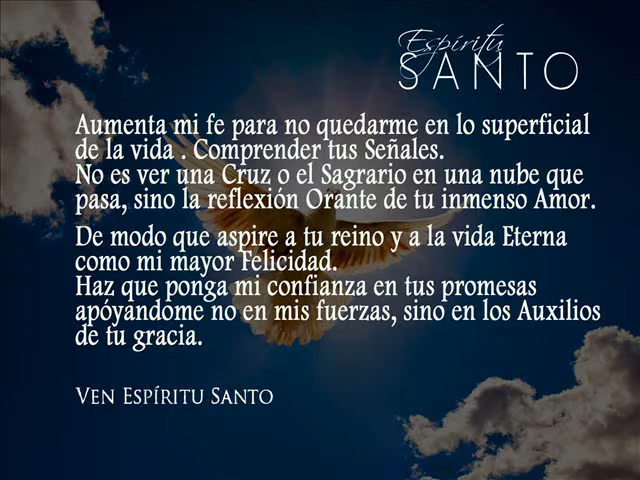 Espíritu
SANTO
Aumenta mi fe para no quedarme en lo superficial
de la vida . Comprender tus Señales.
No es ver una Cruz o el Sagrario en una nube que
pasa, sino la reflexión Orante de tu inmenso Amor.
De modo que aspire a tu reino y a la vida Eterna
como mi mayor Felicidad.
Haz que ponga mi confianza en tus promesas
apóyandome no en mis fuerzas, sino en los Auxilios
de tu gracia.
VEN ESPÍRITU SANTO